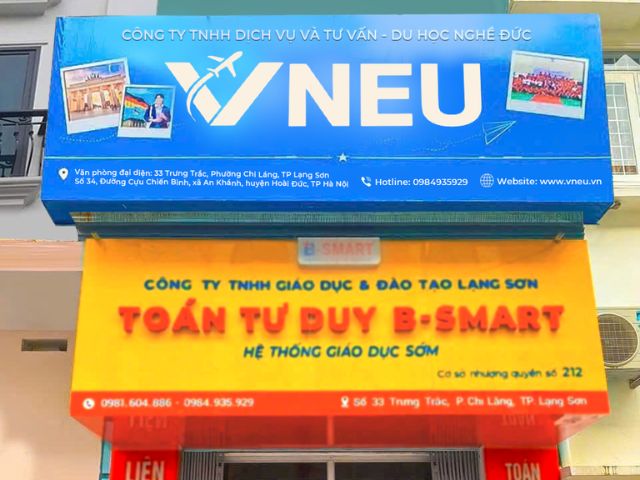 CÔNG TY TNHH DỊCH VỤ VÀ TƯ VẤN - DU HỌC NGHỀ ĐỨC
VNEU
Văn phòng đại diện: 33 Trưng Trắc, Phường Chi Lăng, TP Lạng Sơn
Số 34, Đường Cựu Chiến Binh, xã An Khánh, huyện Hoài Đức, TP Hà Nội
Hotline: 0984935929
Website: www.vneu.vn
B-SMART
CÔNG TY TNHH GIÁO DỤC & ĐÀO TẠO LẠNG SƠN
TOÁN TƯ DUY B-SMART
HỆ THỐNG GIÁO DỤC SỚM
Cơ sở nhượng quyền số 212
0981.604.886 - 0984.935.929
Số 33 Trưng Trắc, P Chi Lăng, TP. Lạng Sơn
LIÊN
TOÁN